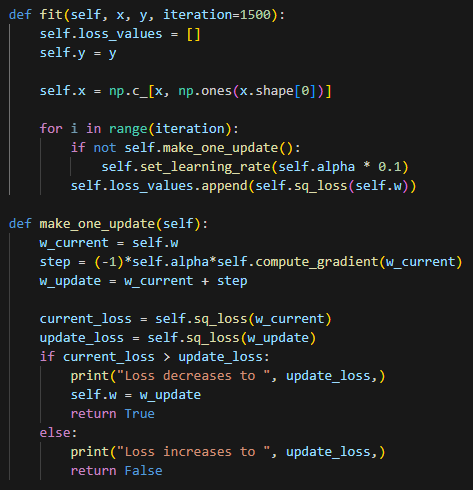 def fit(self, x, y, iteration=1500):
    self.loss_values = []
    self.y = y

    self.x = np.c_[x, np.ones(x.shape[0])]

    for i in range(iteration):
        if not self.make_one_update():
            self.set_learning_rate(self.alpha * 0.1)
        self.loss_values.append(self.sq_loss(self.w))

def make_one_update(self):
    w_current = self.w
    step = (-1)*self.alpha*self.compute_gradient(w_current)
    w_update = w_current + step

    current_loss = self.sq_loss(w_current)
    update_loss = self.sq_loss(w_update)
    if current_loss > update_loss:
        print("Loss decreases to ", update_loss,)
        self.w = w_update
        return True
    else:
        print("Loss increases to ", update_loss,)
        return False